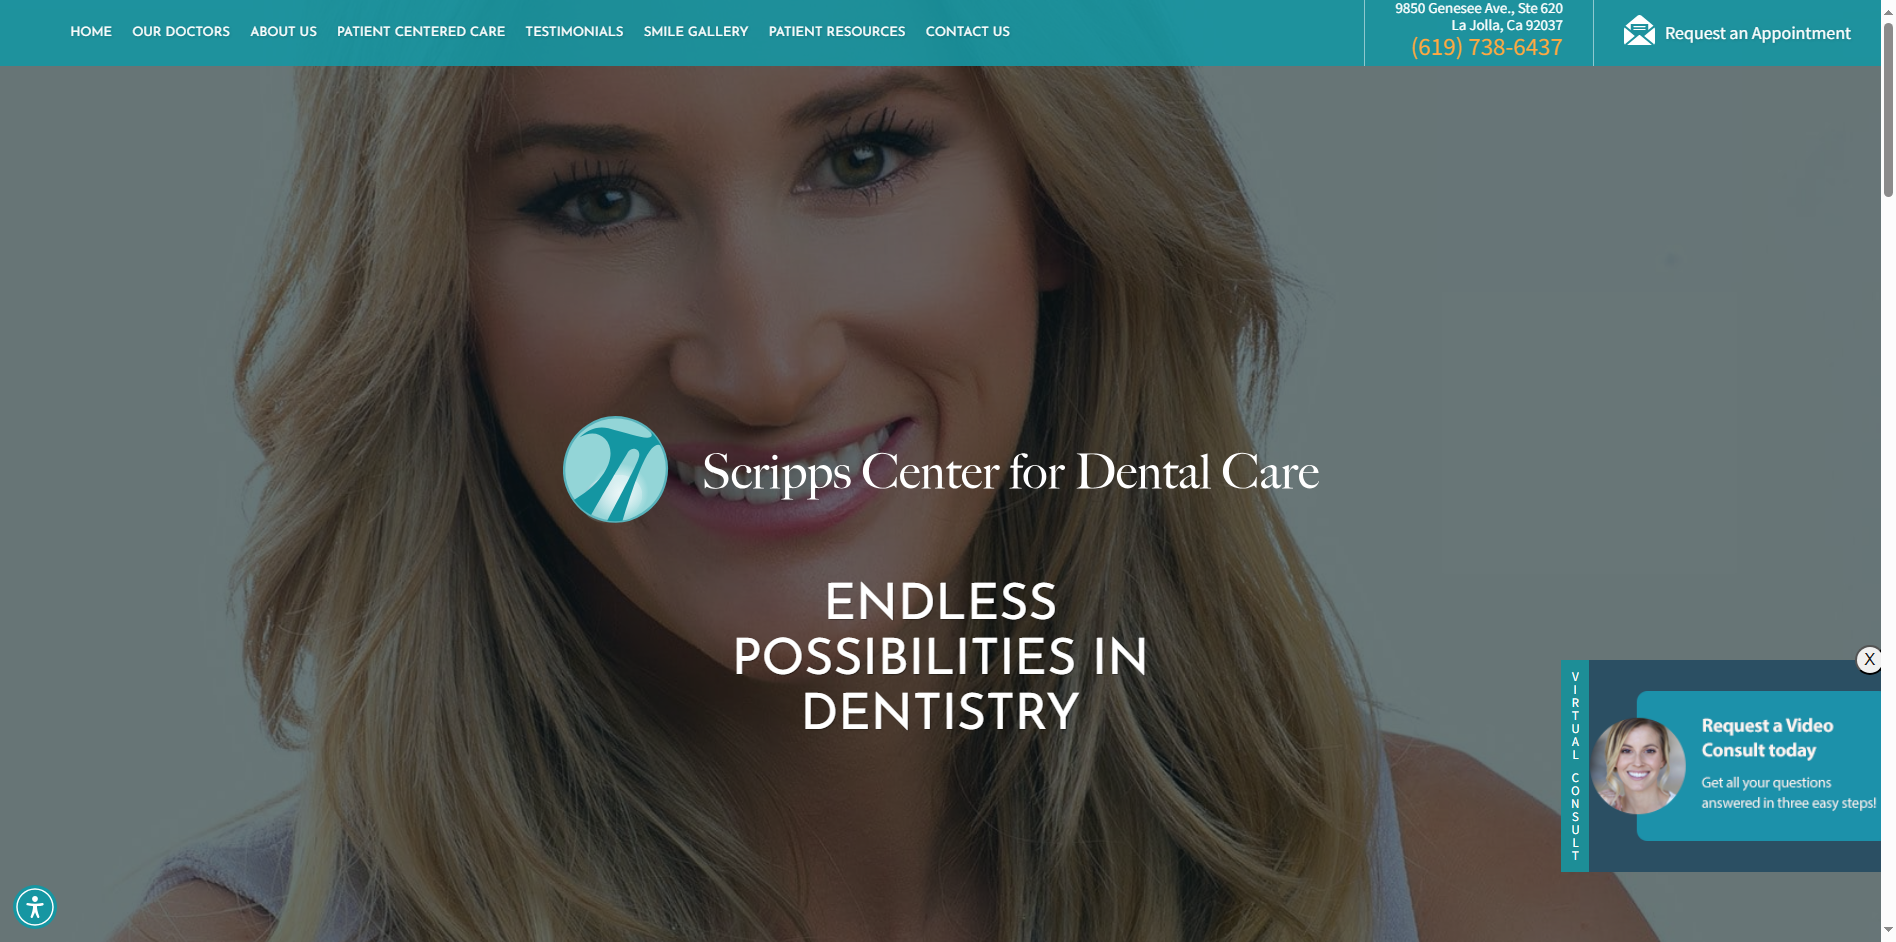 HOME OUR DOCTORS ABOUT US PATIENT CENTERED CARE TESTIMONIALS SMILE GALLERY PATIENT RESOURCES CONTACT US
9850 Genesee Ave., Ste 620
La Jolla, Ca 92037
(619) 738-6437
Request an Appointment
Scripps Center for Dental Care
ENDLESS
POSSIBILITIES IN
DENTISTRY
X
VIRTUAL CONSULT
Request a Video
Consult today
Get all your questions
answered in three easy steps!